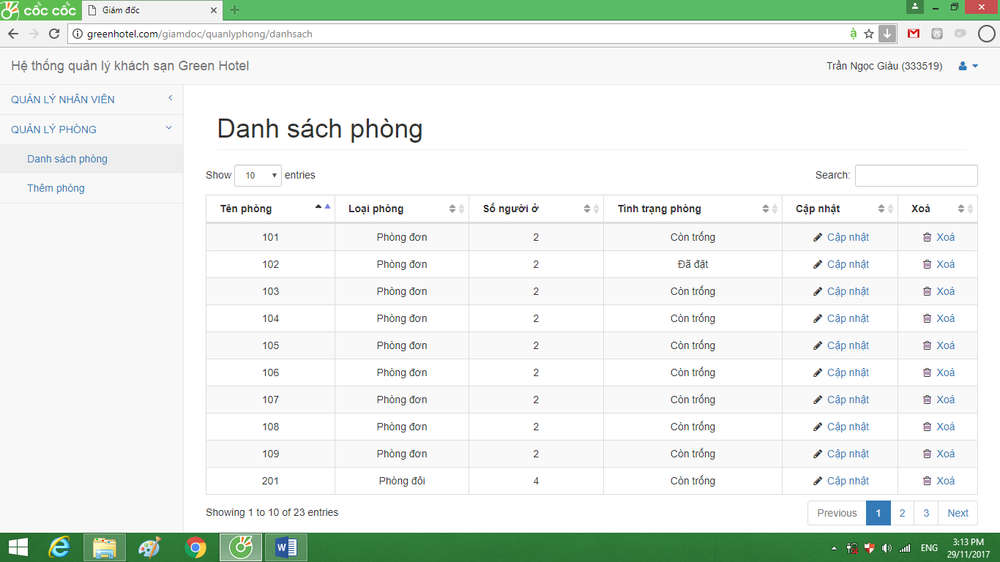 cốc cốc Giám đốc
greenhotel.com/giamdoc/quanlyphong/danhsach
Hệ thống quản lý khách sạn Green Hotel Trần Ngọc Giàu (333519)
QUẢN LÝ NHÂN VIÊN
QUẢN LÝ PHÒNG
Danh sách phòng
Thêm phòng
Danh sách phòng
Show 10 entries Search:
Tên phòng Loại phòng Số người ở Tình trạng phòng Cập nhật Xoá
101 Phòng đơn 2 Còn trống Cập nhật Xoá
102 Phòng đơn 2 Đã đặt Cập nhật Xoá
103 Phòng đơn 2 Còn trống Cập nhật Xoá
104 Phòng đơn 2 Còn trống Cập nhật Xoá
105 Phòng đơn 2 Còn trống Cập nhật Xoá
106 Phòng đơn 2 Còn trống Cập nhật Xoá
107 Phòng đơn 2 Còn trống Cập nhật Xoá
108 Phòng đơn 2 Còn trống Cập nhật Xoá
109 Phòng đơn 2 Còn trống Cập nhật Xoá
201 Phòng đôi 4 Còn trống Cập nhật Xoá
Showing 1 to 10 of 23 entries Previous 1 2 3 Next
ENG 3:13 PM
29/11/2017